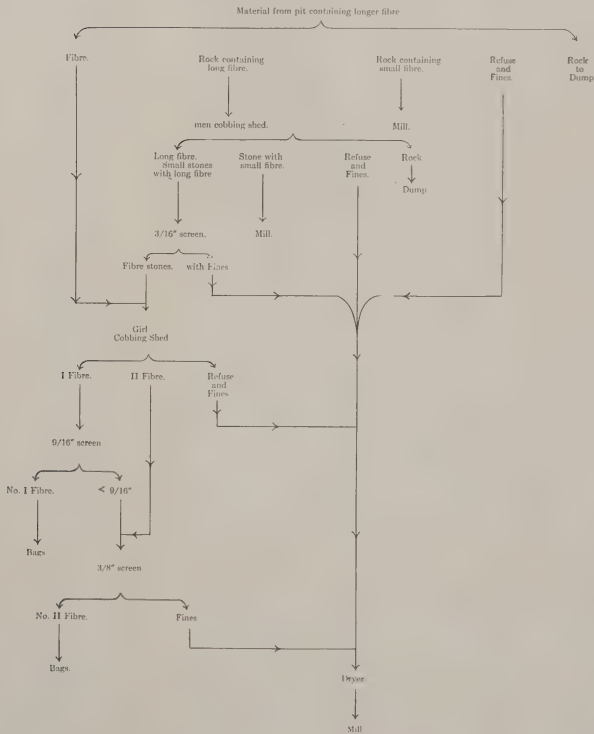 Material from pit containing longer fibre
Fibre.
Rock containing
long fibre.
Rock containing
small fibre.
Refuse
and
Fines.
Rock
to
Dump
men cobbing shed.
Mill.
Long fibre.
Small stones
with long fibre
Stone with
small fibre.
Refuse
and
Fines.
Rock
Dump
3/16" screen.
Mill.
Fibre stones.
with Fines
Girl
Cobbing Shed
I Fibre.
II Fibre.
Refuse
and
Fines
9/16" screen
No. I Fibre.
< 9/16"
Bags
3/8" screen
No. II Fibre.
Fines
Bags.
Dryer
Mill